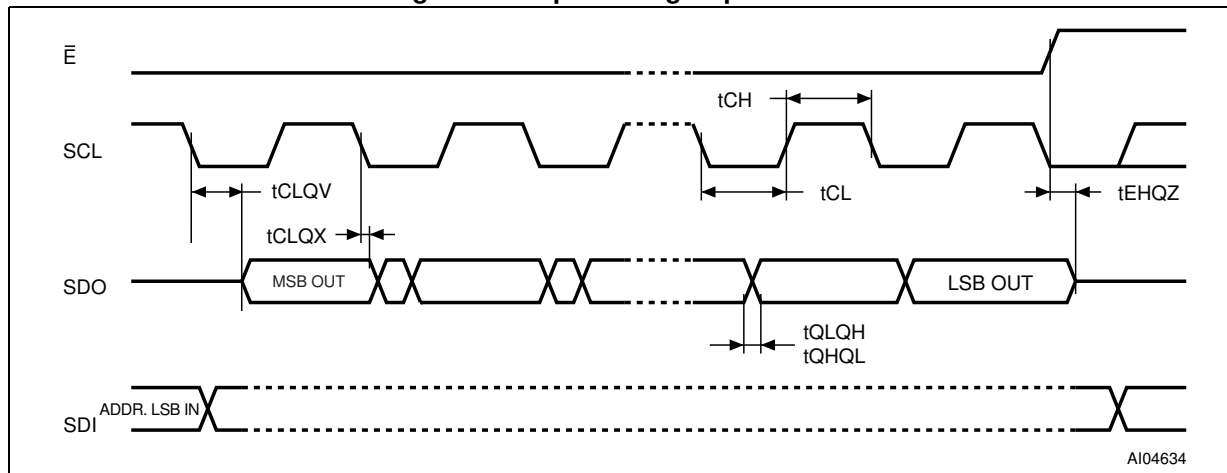 E̅
tCH
SCL
tCLQV
tCL
tEHQZ
tCLQX
SDO
MSB OUT
LSB OUT
tQLQH
tQHQL
ADDR. LSB IN
SDI
AI04634